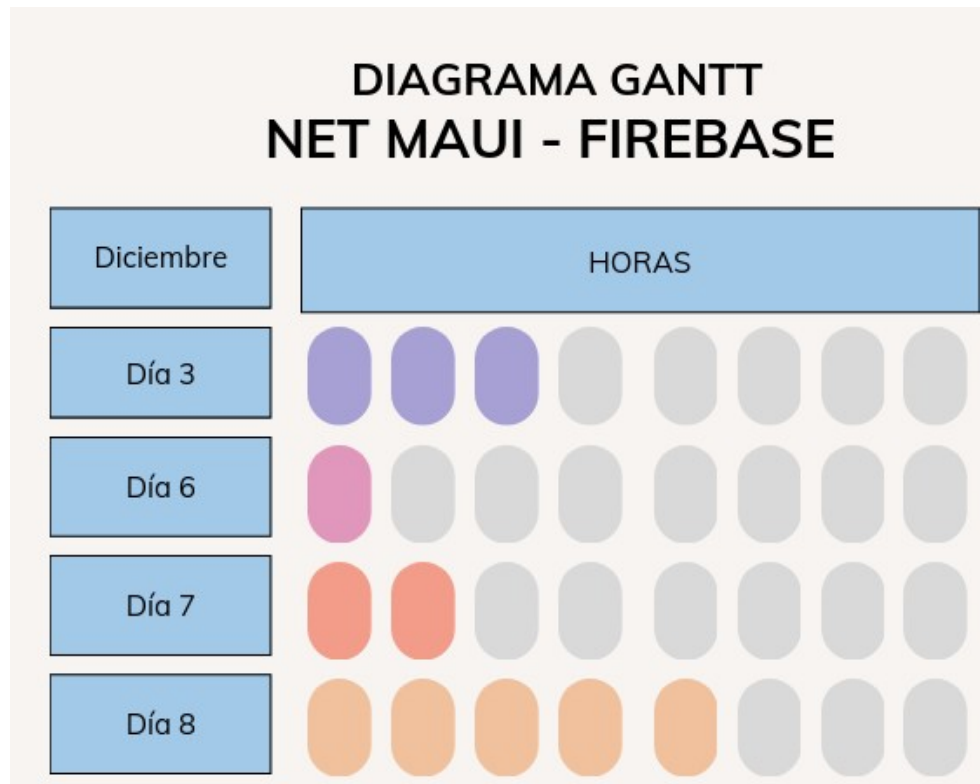 DIAGRAMA GANTT
NET MAUI - FIREBASE
Diciembre
HORAS
Día 3
Día 6
Día 7
Día 8